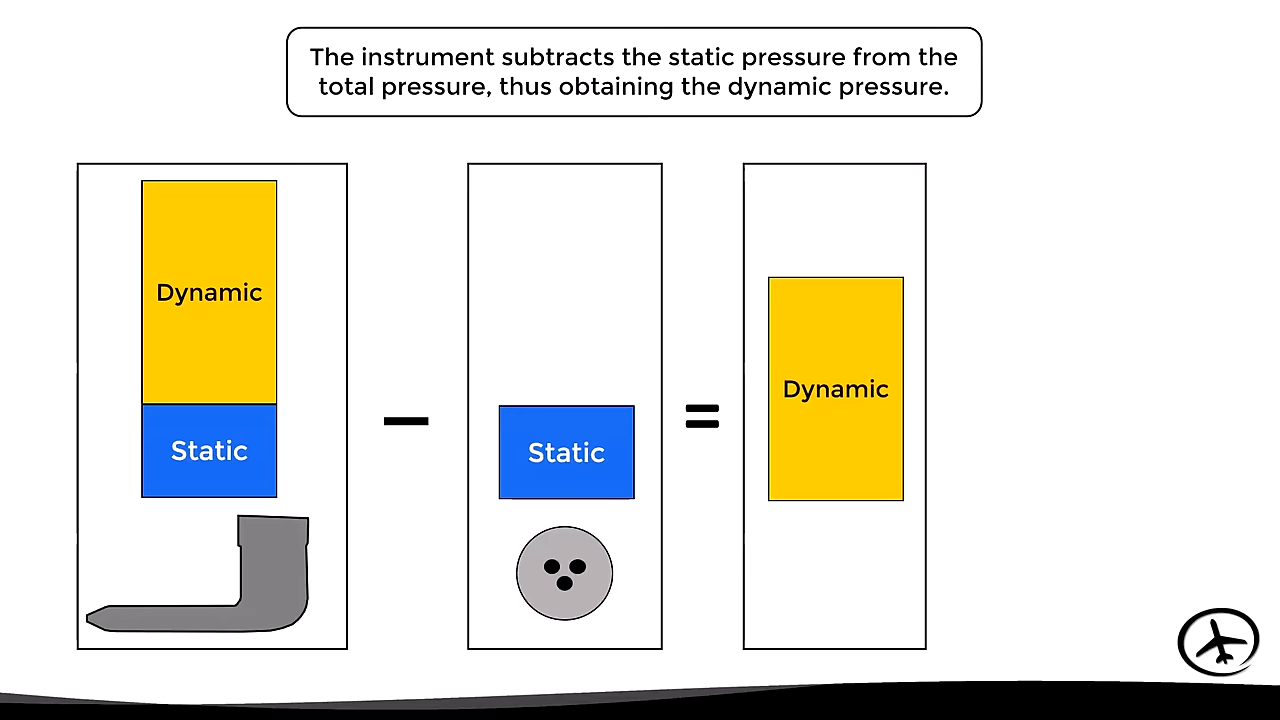 The instrument subtracts the static pressure from the
total pressure, thus obtaining the dynamic pressure.
Dynamic
Static
Static
Dynamic